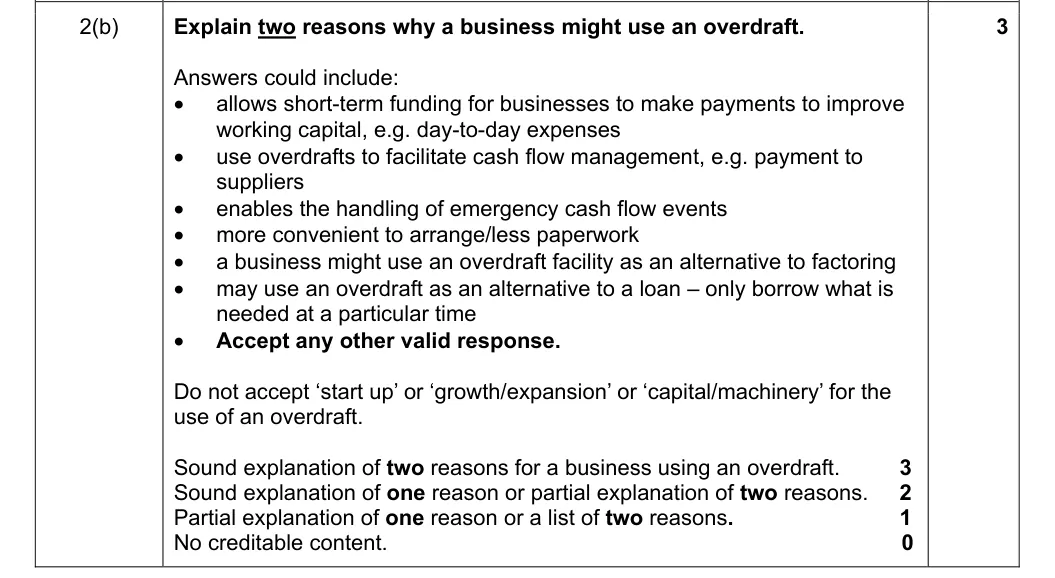 2(b) Explain two reasons why a business might use an overdraft. 3
Answers could include:
• allows short-term funding for businesses to make payments to improve
working capital, e.g. day-to-day expenses
• use overdrafts to facilitate cash flow management, e.g. payment to
suppliers
• enables the handling of emergency cash flow events
• more convenient to arrange/less paperwork
• a business might use an overdraft facility as an alternative to factoring
• may use an overdraft as an alternative to a loan – only borrow what is
needed at a particular time
• Accept any other valid response.
Do not accept ‘start up’ or ‘growth/expansion’ or ‘capital/machinery’ for the
use of an overdraft.
Sound explanation of two reasons for a business using an overdraft. 3
Sound explanation of one reason or partial explanation of two reasons. 2
Partial explanation of one reason or a list of two reasons. 1
No creditable content. 0